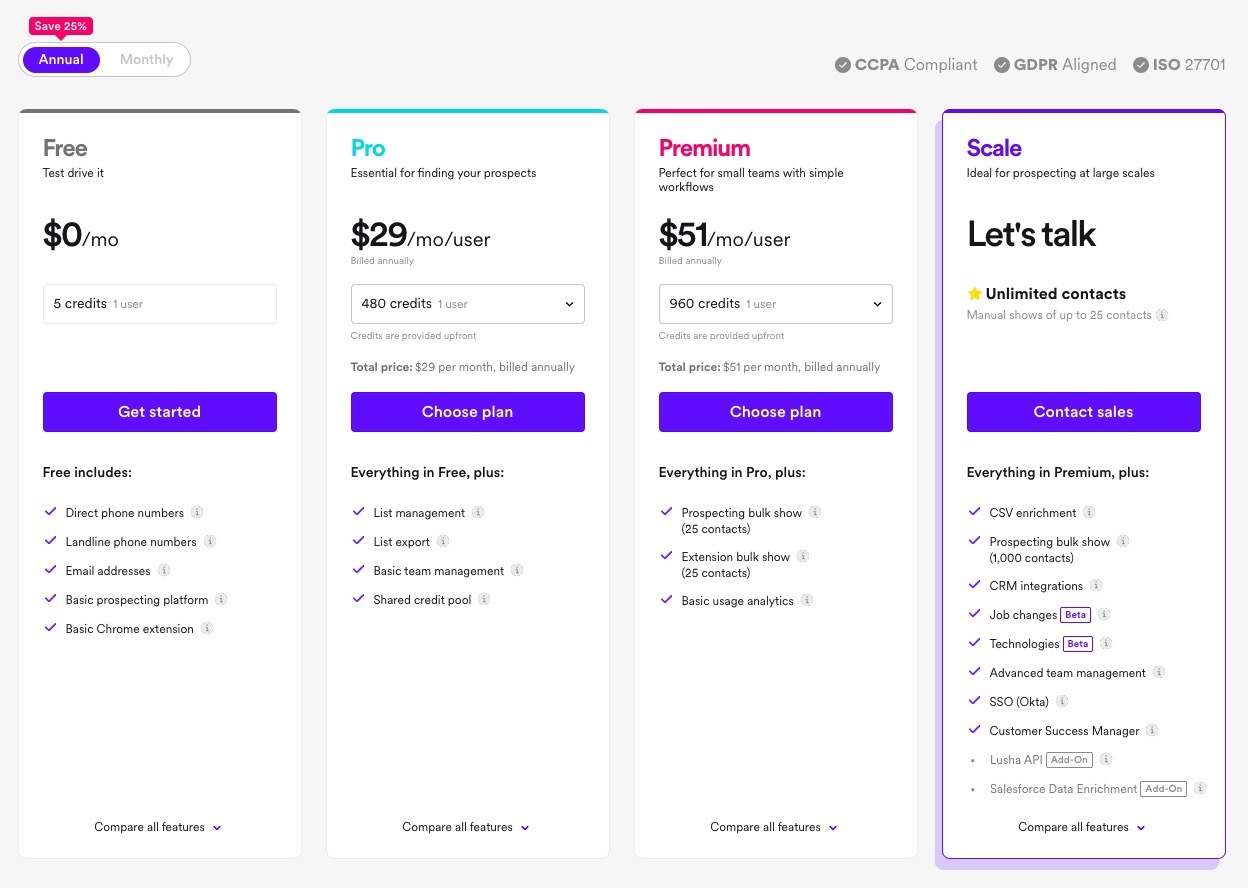 Save 25%
Annual Monthly
CCPA Compliant GDPR Aligned ISO 27701
Free
Test drive it
$0/mo
5 credits 1 user
Get started
Free includes:
Direct phone numbers
Landline phone numbers
Email addresses
Basic prospecting platform
Basic Chrome extension
Compare all features
Pro
Essential for finding your prospects
$29/mo/user
Billed annually
480 credits 1 user
Credits are provided upfront
Total price: $29 per month, billed annually
Choose plan
Everything in Free, plus:
List management
List export
Basic team management
Shared credit pool
Compare all features
Premium
Perfect for small teams with simple
workflows
$51/mo/user
Billed annually
960 credits 1 user
Credits are provided upfront
Total price: $51 per month, billed annually
Choose plan
Everything in Pro, plus:
Prospecting bulk show
(25 contacts)
Extension bulk show
(25 contacts)
Basic usage analytics
Compare all features
Scale
Ideal for prospecting at large scales
Let's talk
Unlimited contacts
Manual shows of up to 25 contacts
Contact sales
Everything in Premium, plus:
CSV enrichment
Prospecting bulk show
(1,000 contacts)
CRM integrations
Job changes Beta
Technologies Beta
Advanced team management
SSO (Okta)
Customer Success Manager
Lusha API Add-On
Salesforce Data Enrichment Add-On
Compare all features